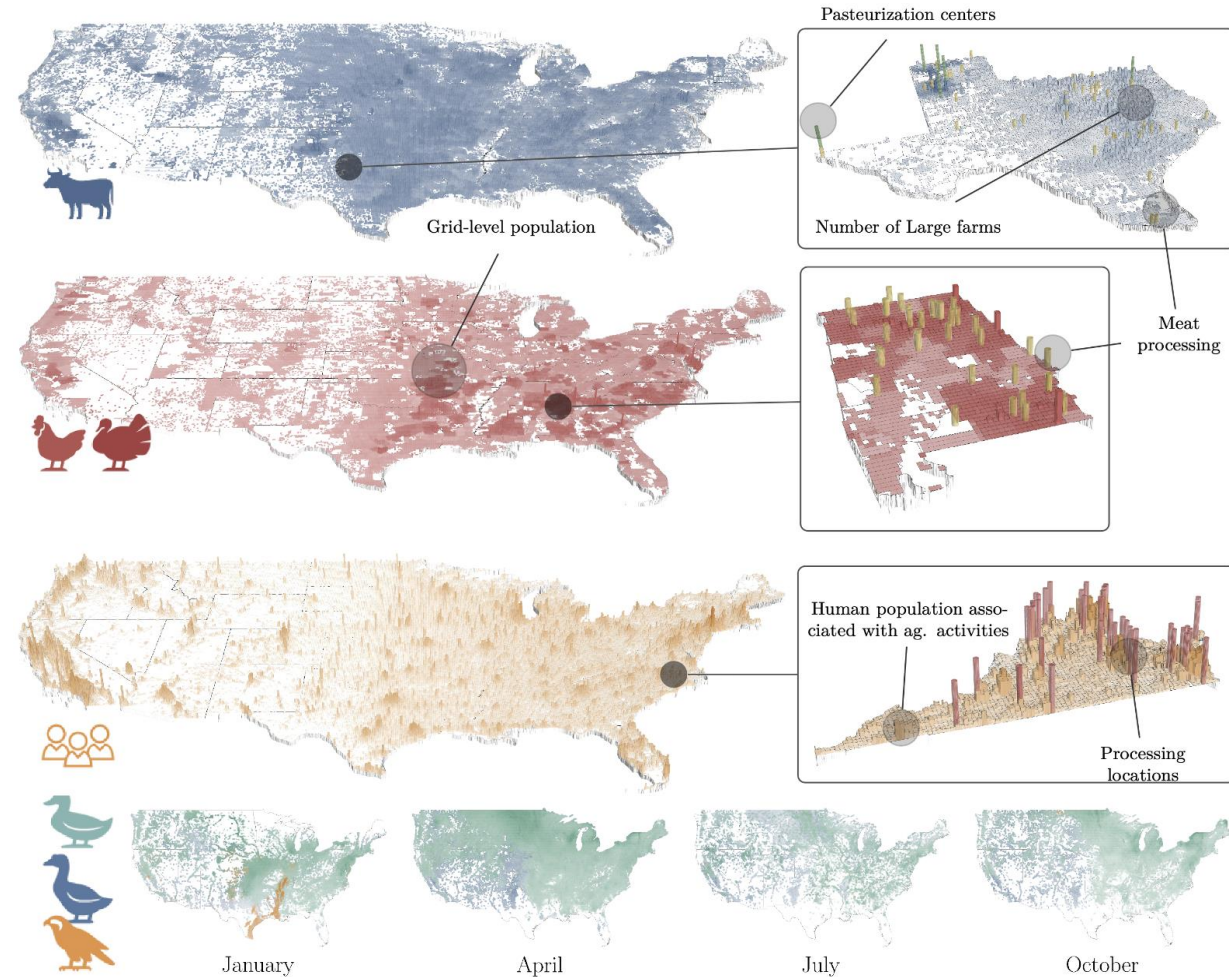 Pasteurization centers
Grid-level population
Number of Large farms
Meat
processing
Human population asso-
ciated with ag. activities
Processing
locations
January
April
July
October